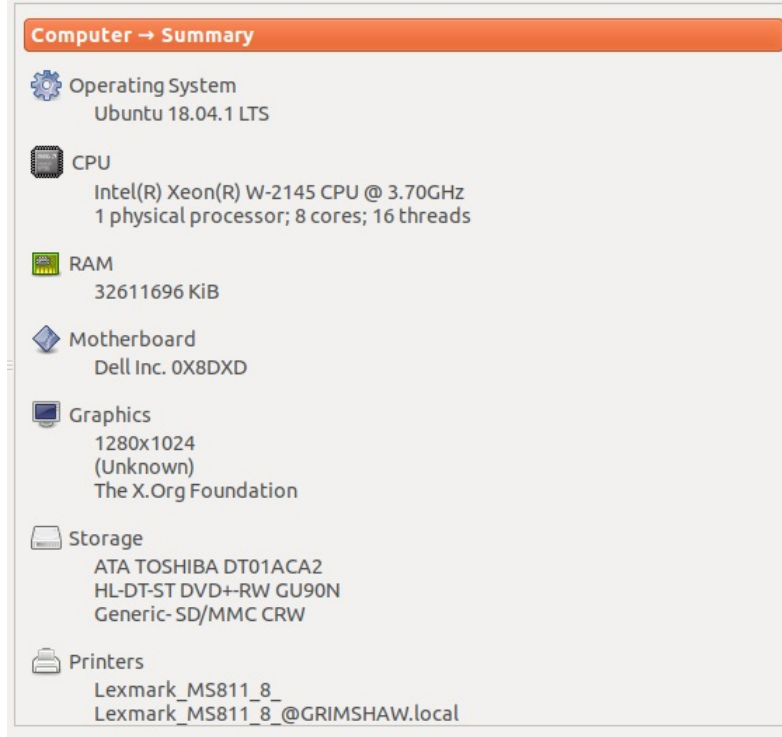 Computer → Summary
Operating System
Ubuntu 18.04.1 LTS
CPU
Intel(R) Xeon(R) W-2145 CPU @ 3.70GHz
1 physical processor; 8 cores; 16 threads
RAM
32611696 KiB
Motherboard
Dell Inc. 0X8DXD
Graphics
1280x1024
(Unknown)
The X.Org Foundation
Storage
ATA TOSHIBA DT01ACA2
HL-DT-ST DVD+-RW GU90N
Generic- SD/MMC CRW
Printers
Lexmark_MS811_8_
Lexmark_MS811_8_@GRIMSHAW.local